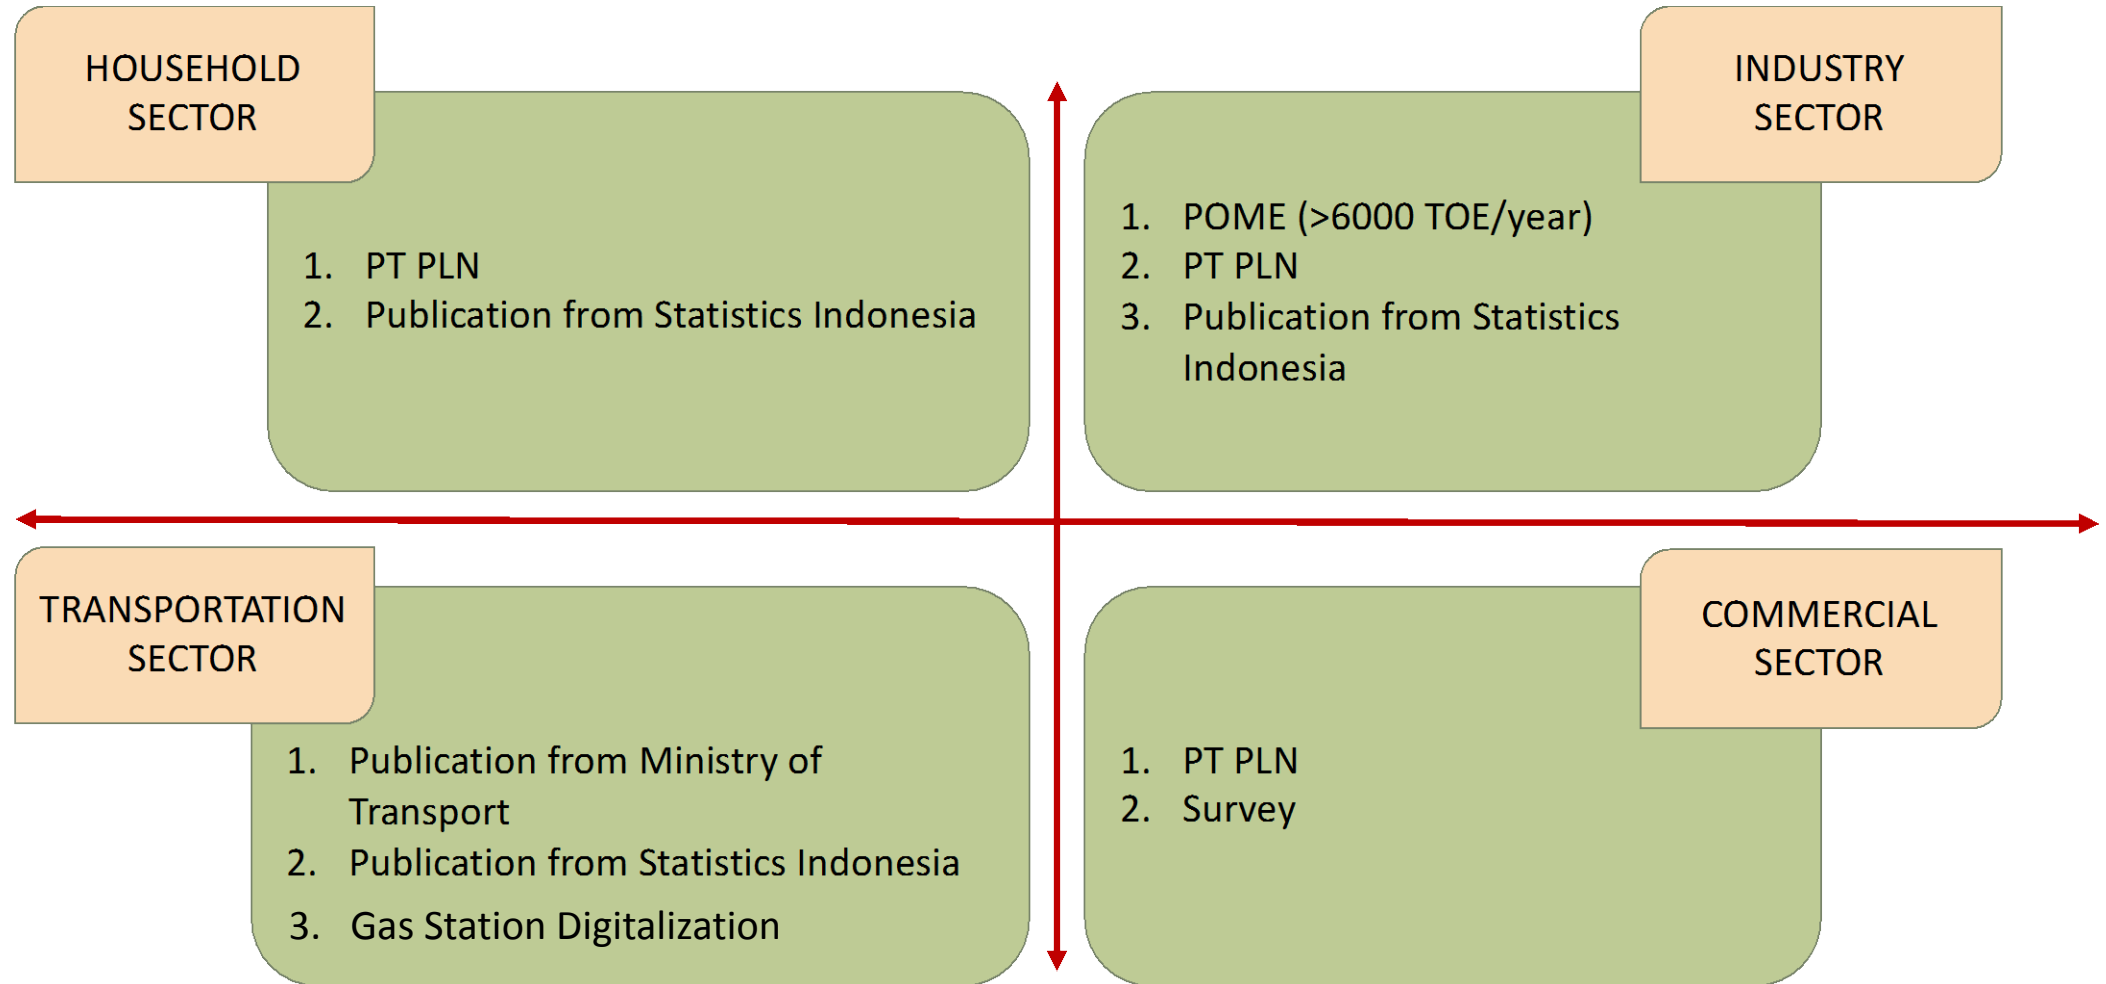 HOUSEHOLD
SECTOR
1. PT PLN
2. Publication from Statistics Indonesia
INDUSTRY
SECTOR
1. POME (>6000 TOE/year)
2. PT PLN
3. Publication from Statistics
Indonesia
TRANSPORTATION
SECTOR
1. Publication from Ministry of
Transport
2. Publication from Statistics Indonesia
3. Gas Station Digitalization
COMMERCIAL
SECTOR
1. PT PLN
2. Survey